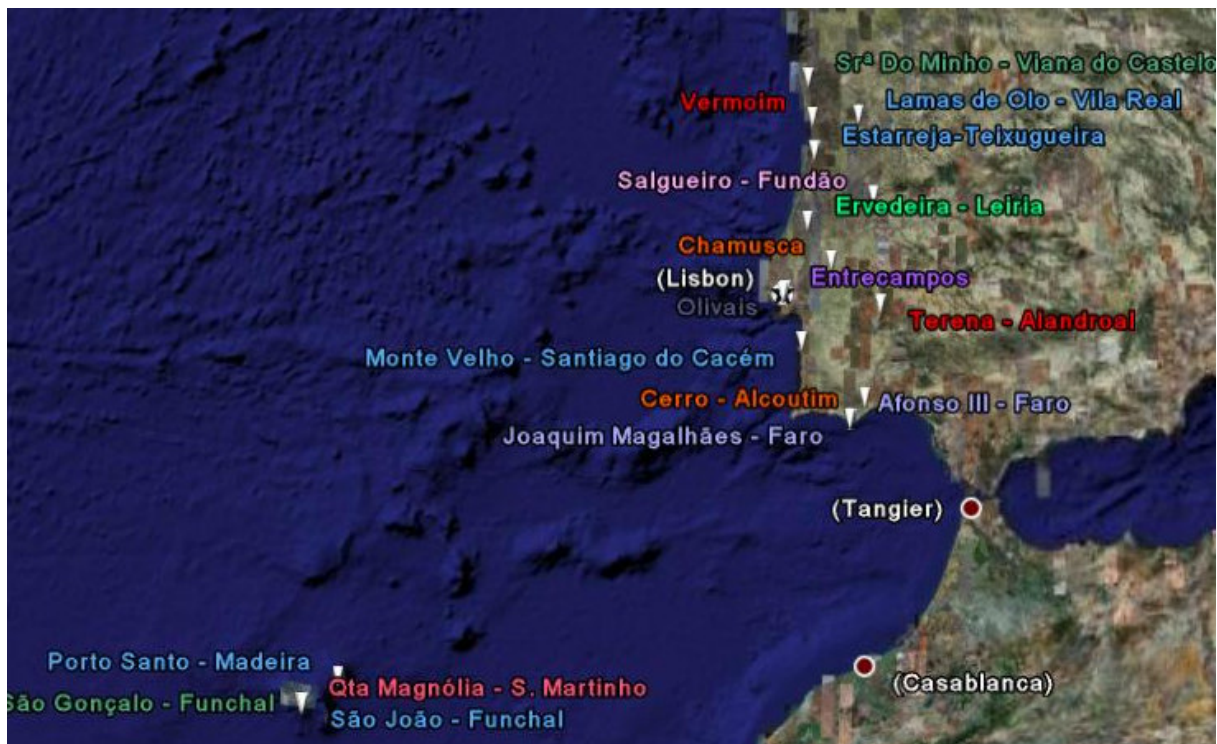 Srª Do Minho - Viana do Castelo
Vermoim
Lamas de Olo - Vila Real
Estarreja-Teixugueira
Salgueiro - Fundão
Ervedeira - Leiria
Chamusca
(Lisbon)
Entrecampos
Olivais
Terena - Alandroal
Monte Velho - Santiago do Cacém
Cerro - Alcoutim
Afonso III - Faro
Joaquim Magalhães - Faro
(Tangier)
Porto Santo - Madeira
(Casablanca)
Qta Magnólia - S. Martinho
São Gonçalo - Funchal
São João - Funchal